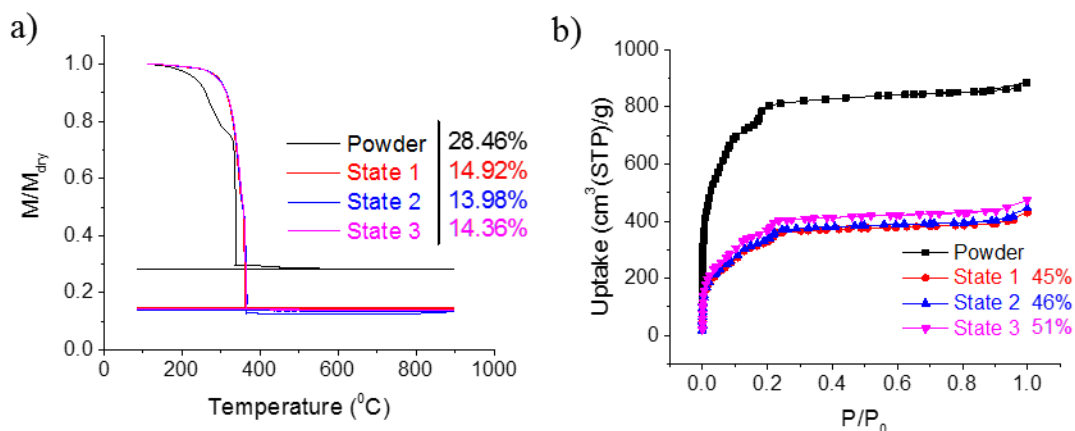 a)
M/M_dry
1.0
0.8
0.6
0.4
0.2
0.0
0 200 400 600 800 1000
Temperature (⁰C)
Powder 28.46%
State 1 14.92%
State 2 13.98%
State 3 14.36%
b)
Uptake (cm³(STP)/g)
1000
800
600
400
200
0
0.0 0.2 0.4 0.6 0.8 1.0
P/P₀
Powder
State 1 45%
State 2 46%
State 3 51%